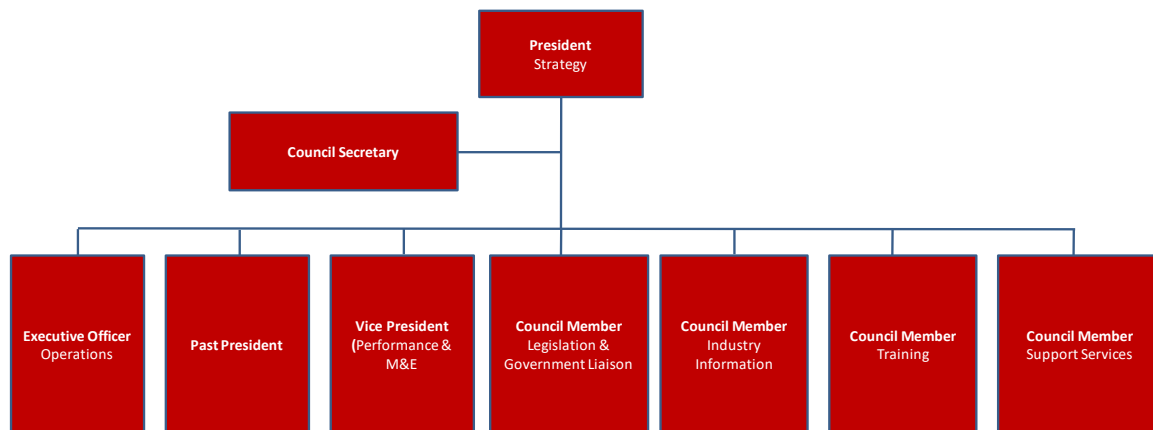 President
Strategy
Council Secretary
Executive Officer
Operations
Past President
Vice President
(Performance &
M&E
Council Member
Legislation &
Government Liaison
Council Member
Industry
Information
Council Member
Training
Council Member
Support Services